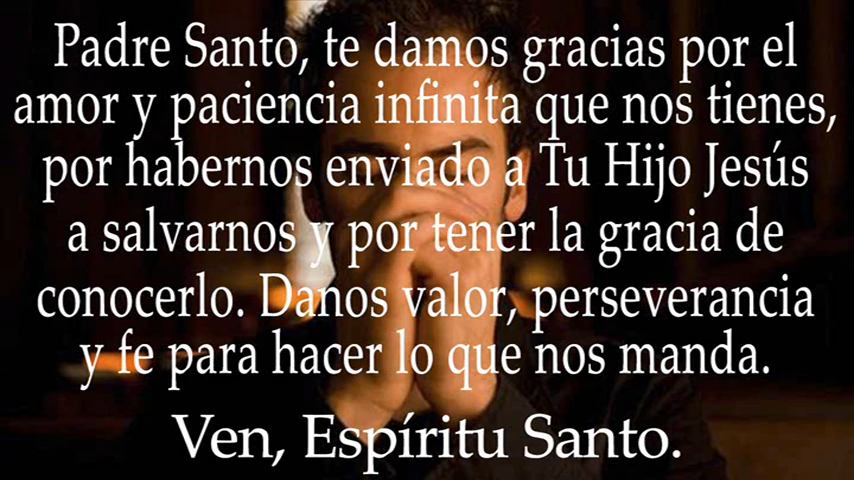 Padre Santo, te damos gracias por el
amor y paciencia infinita que nos tienes,
por habernos enviado a Tu Hijo Jesús
a salvarnos y por tener la gracia de
conocerlo. Danos valor, perseverancia
y fe para hacer lo que nos manda.
Ven, Espíritu Santo.